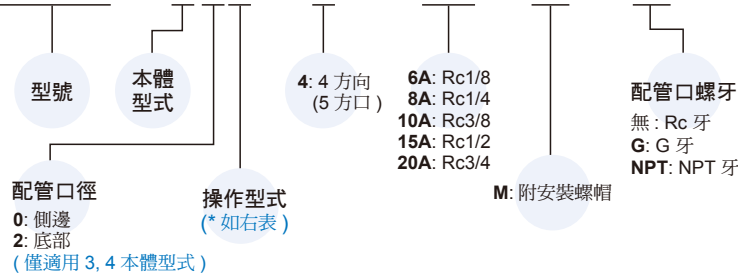 型號
本體
型式
4: 4 方向
(5 方口 )
6A: Rc1/8
8A: Rc1/4
10A: Rc3/8
15A: Rc1/2
20A: Rc3/4
配管口螺牙
無 : Rc 牙
G: G 牙
NPT: NPT 牙
配管口徑
0: 側邊
2: 底部
( 僅適用 3, 4 本體型式 )
操作型式
(* 如右表 )
M: 附安裝螺帽